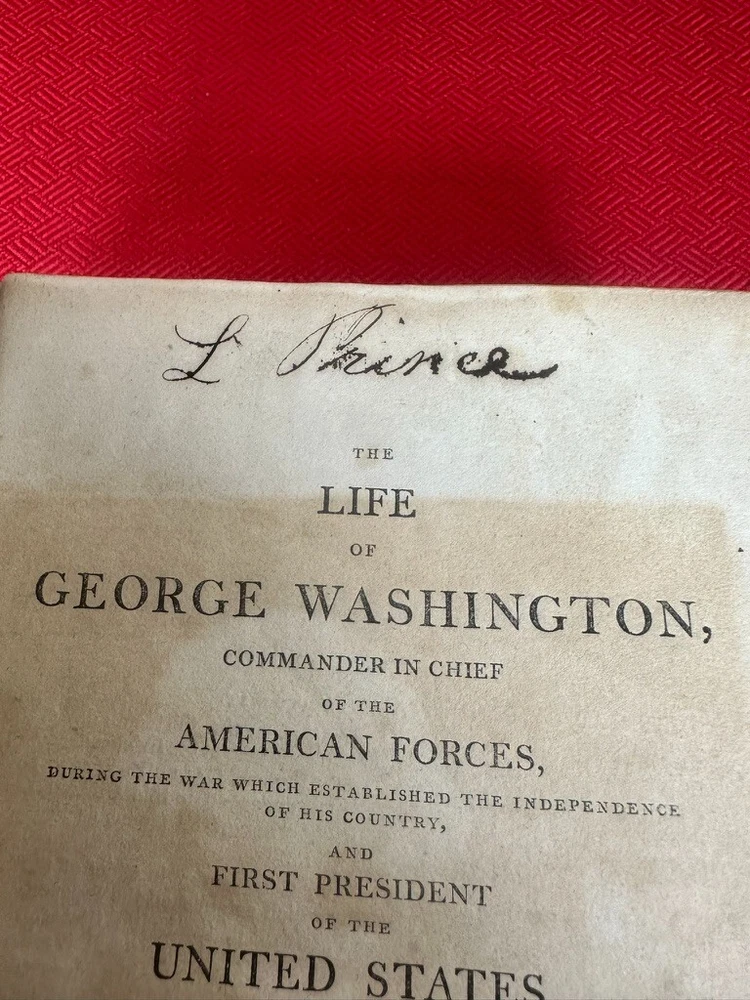 L Prince
THE
LIFE
OF
GEORGE WASHINGTON,
COMMANDER IN CHIEF
OF THE
AMERICAN FORCES,
DURING THE WAR WHICH ESTABLISHED THE INDEPENDENCE
OF HIS COUNTRY,
AND
FIRST PRESIDENT
OF THE
UNITED STATES